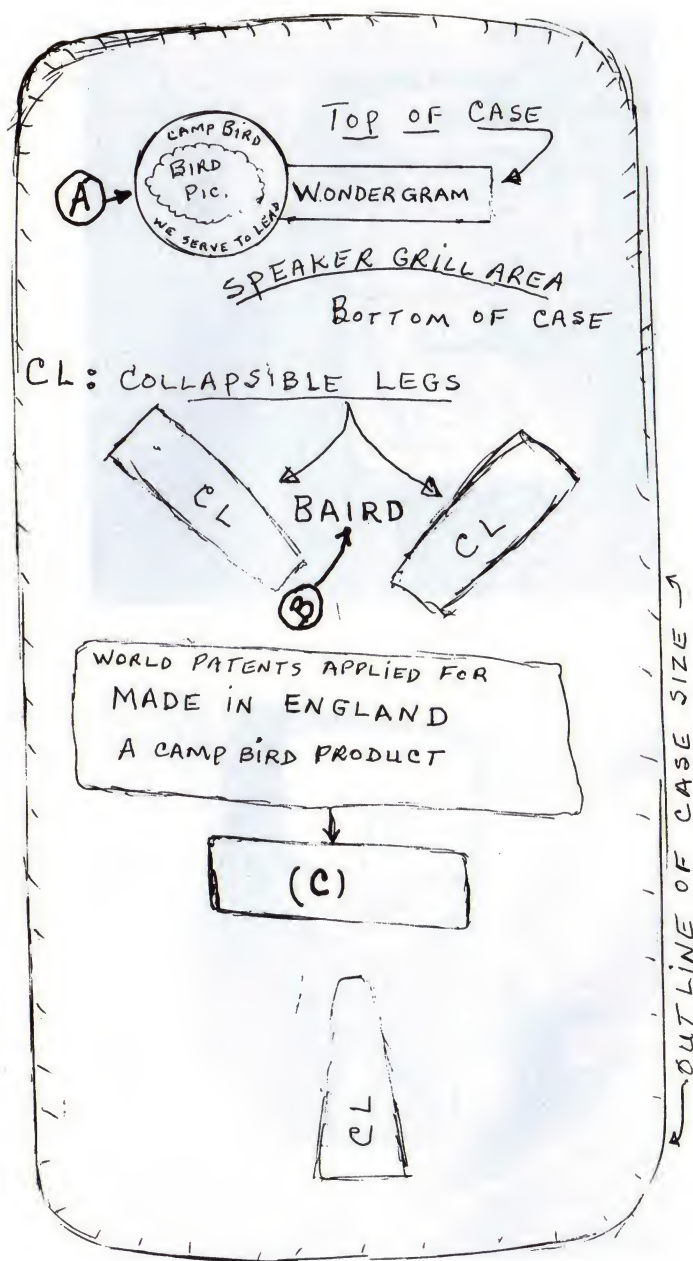 TOP OF CASE
CAMP BIRD
BIRD
PIC.
WE SERVE TO LEAD
A
WONDERGRAM
SPEAKER GRILL AREA
BOTTOM OF CASE
CL: COLLAPSIBLE LEGS
CL
BAIRD
CL
B
WORLD PATENTS APPLIED FOR
MADE IN ENGLAND
A CAMP BIRD PRODUCT
(C)
CL
OUTLINE OF CASE SIZE